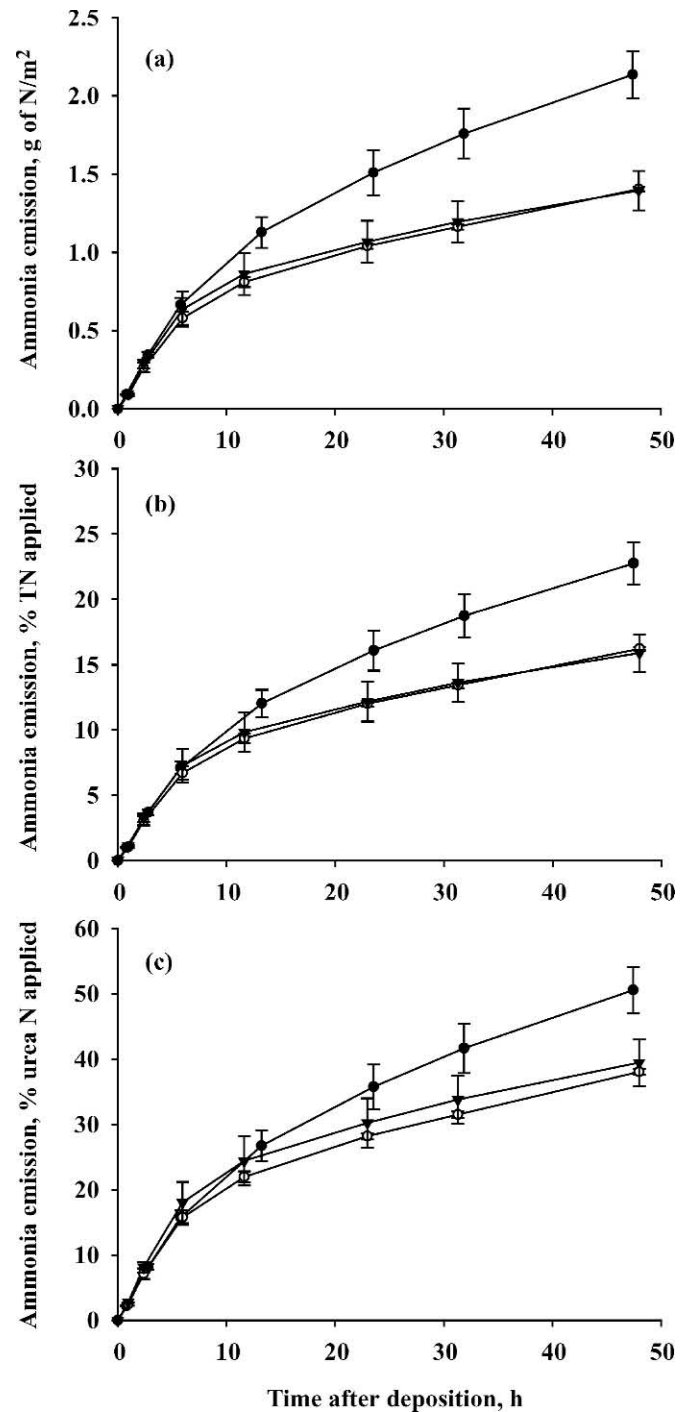 2.5
(a)
2.0
1.5
1.0
0.5
0.0
Ammonia emission, g of N/m²
0 10 20 30 40 50
30
(b)
25
20
15
10
5
0
Ammonia emission, % TN applied
0 10 20 30 40 50
60
(c)
50
40
30
20
10
0
Ammonia emission, % urea N applied
0 10 20 30 40 50
Time after deposition, h